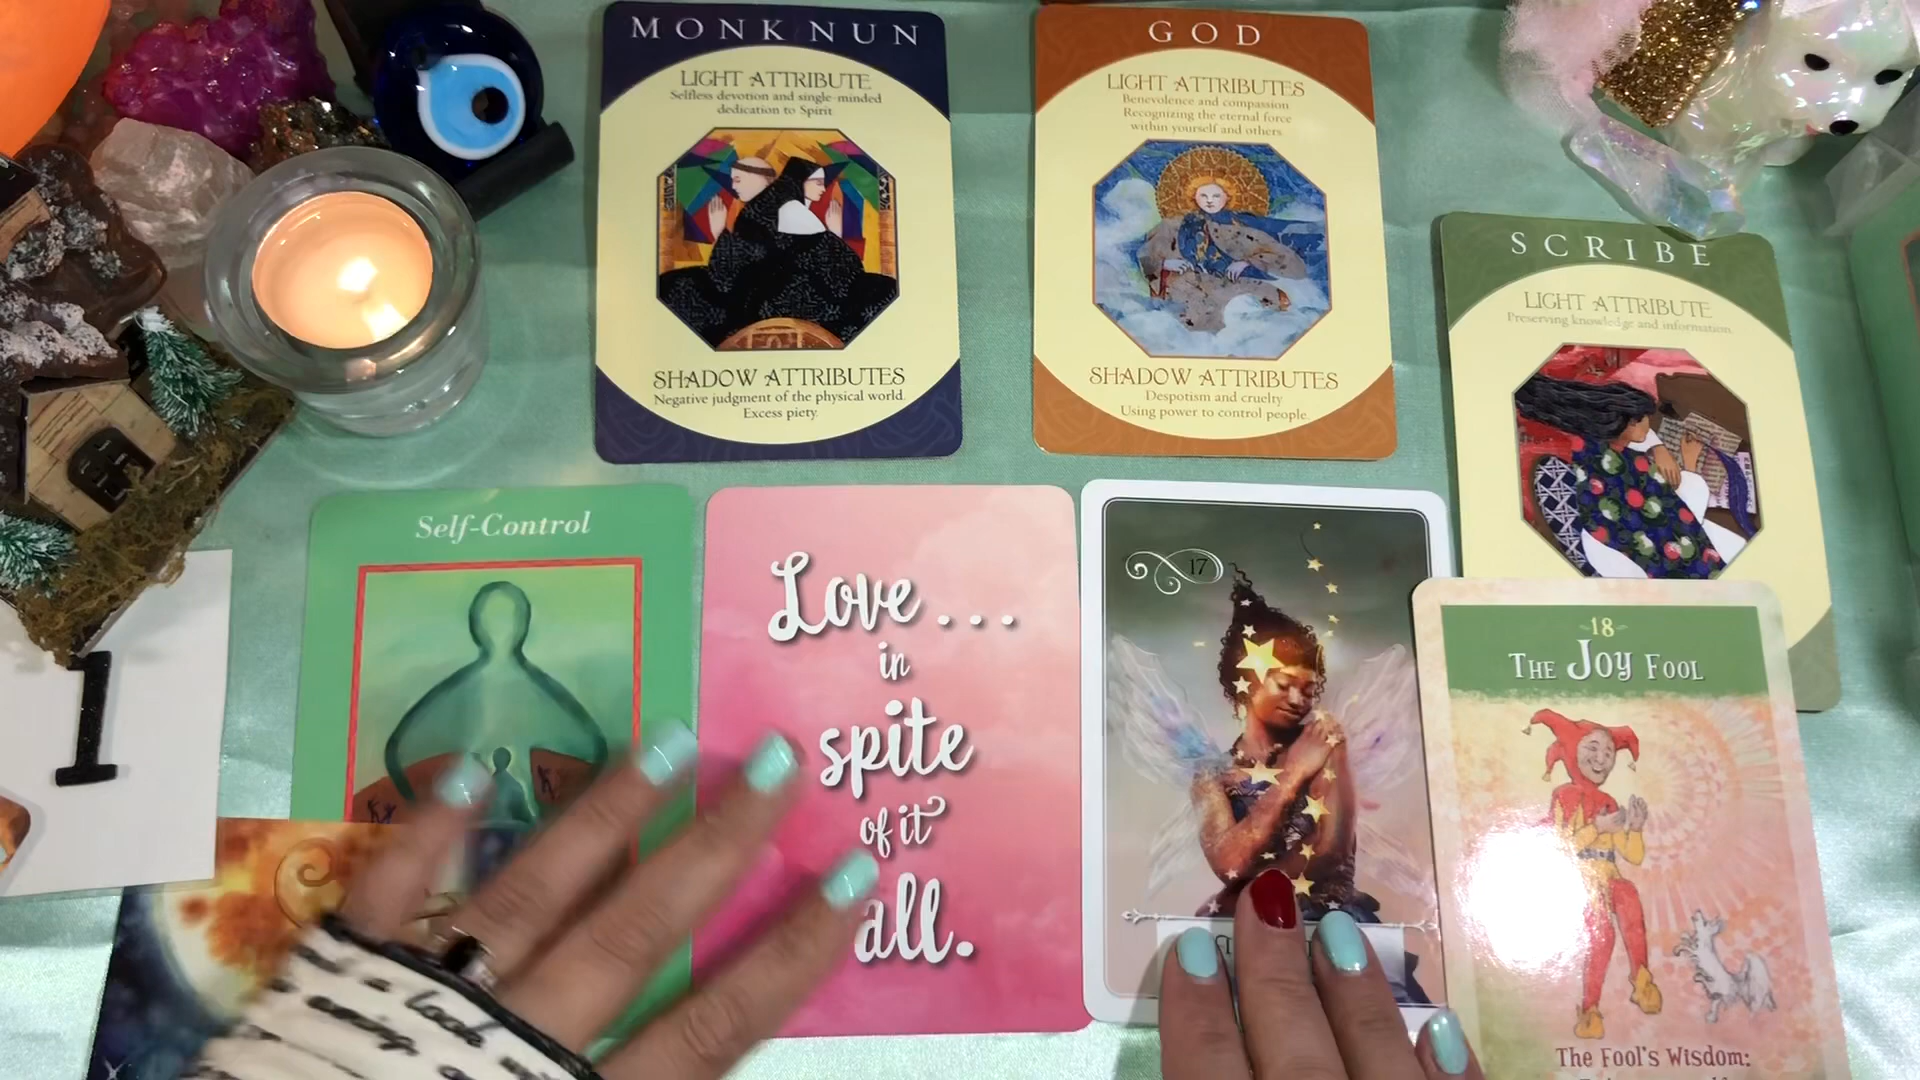 MONK NUN
LIGHT ATTRIBUTE
Selfless devotion and single-minded
dedication to Spirit
SHADOW ATTRIBUTES
Negative judgment of the physical world.
Excess piety.
GOD
LIGHT ATTRIBUTES
Benevolence and compassion
Recognizing the eternal force
within yourself and others
SHADOW ATTRIBUTES
Despotism and cruelty
Using power to control people.
SCRIBE
LIGHT ATTRIBUTE
Preserving knowledge and information.
1
Self-Control
Love...
in
spite
of it
all.
17
18
THE JOY FOOL
The Fool's Wisdom:
a look